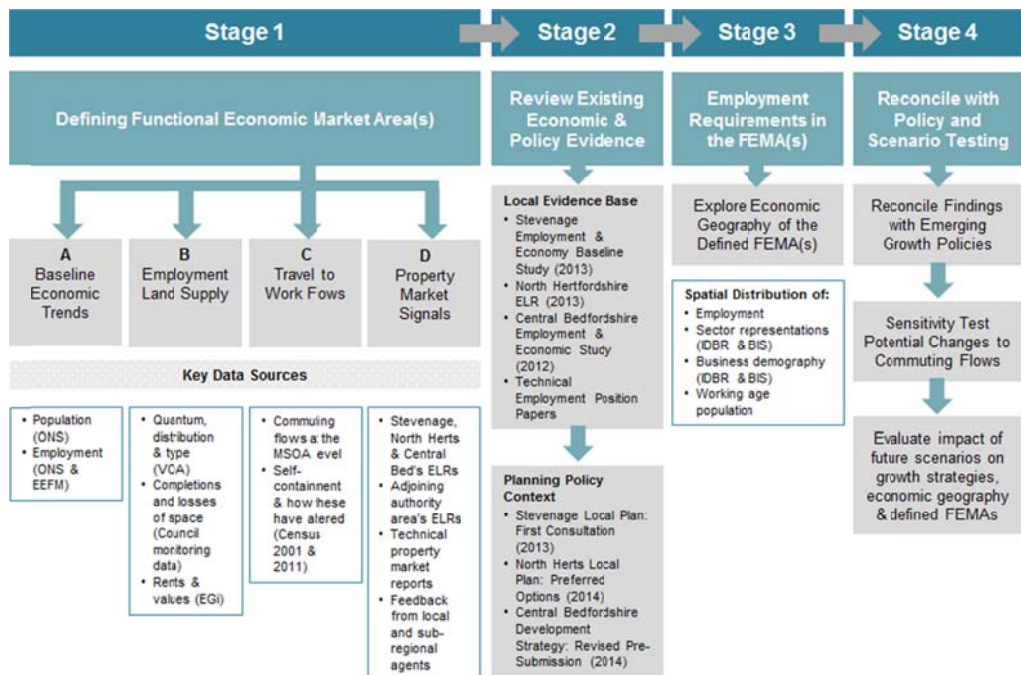 Stage 1
Stage 2
Stage 3
Stage 4
Defining Functional Economic Market Area(s)
Review Existing
Economic &
Policy Evidence
Employment
Requirements in
the FEMA(s)
Reconcile with
Policy and
Scenario Testing
A
Baseline
Economic
Trends
B
Employment
Land Supply
C
Travel to
Work Fows
D
Property
Market
Signals
Key Data Sources
• Population
(ONS)
• Employment
(ONS &
EEFM)
• Quantum,
distribution
& type
(VCA)
• Completions
and losses
of space
(Council
monitoring
data)
• Rents &
values (EGi)
• Commuling
flows a: the
MSOA evel
• Self-
containment
& how these
have alered
(Census
2001 &
2011)
• Stevenage,
North Herts
& Central
Bed's ELRs
• Adjoining
authority
area's ELRs
• Technical
property
market
reports
• Feedback
from local
and sub-
regional
agents
Local Evidence Base
• Stevenage
Employment &
Economy Baseline
Study (2013)
• North Hertfordshire
ELR (2013)
• Central Bedfordshire
Employment &
Economic Study
(2012)
• Technical
Employment Position
Papers
Planning Policy
Context
• Stevenage Local Plan:
First Consultation
(2013)
• North Herts Local
Plan: Preferred
Options (2014)
• Central Bedfordshire
Development
Strategy: Revised Pre-
Submission (2014)
Explore Economic
Geography of the
Defined FEMA(s)
Spatial Distribution of:
• Employment
• Sector representations
(IDBR & BIS)
• Business demography
(IDBR & BIS)
• Working age
population
Reconcile Findings
with Emerging
Growth Policies
Sensitivity Test
Potential Changes to
Commuting Flows
Evaluate impact of
future scenarios on
growth strategies,
economic geography
& defined FEMAs